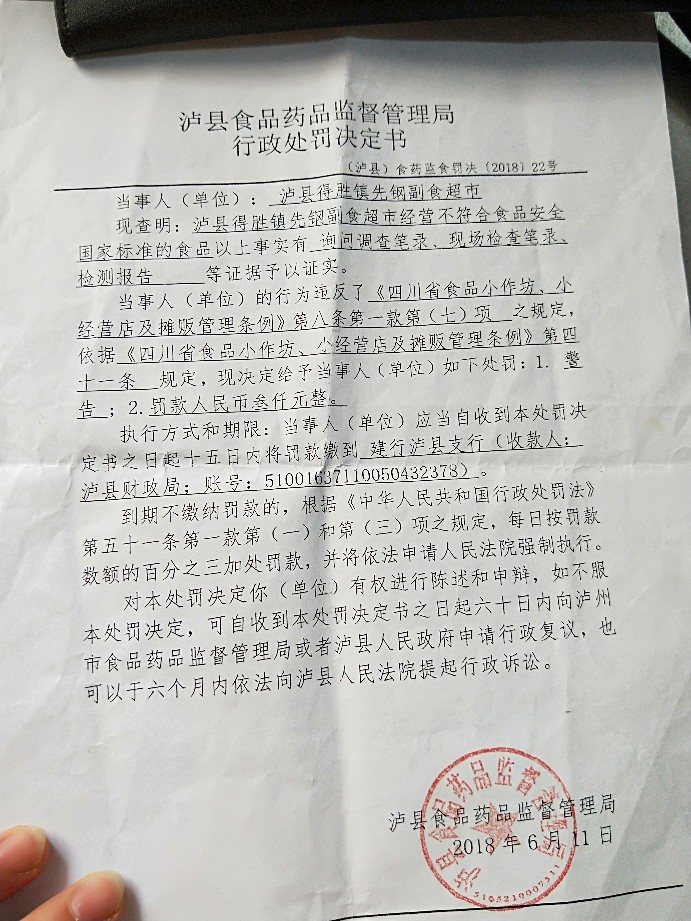 泸县食品药品监督管理局
行政处罚决定书
（泸县）食药监食罚决〔2018〕22号
当事人（单位）：泸县得胜镇先钢副食超市
现查明：泸县得胜镇先钢副食超市经营不符合食品安全
国家标准的食品以上事实有 询问调查笔录、现场检查笔录、
检测报告 等证据予以证实。
当事人（单位）的行为违反了《四川省食品小作坊、小
经营店及摊贩管理条例》第八条第一款第（七）项 之规定，
依据《四川省食品小作坊、小经营店及摊贩管理条例》第四
十一条 规定，现决定给予当事人（单位）如下处罚：1. 警
告；2.罚款人民币叁仟元整。
执行方式和期限：当事人（单位）应当自收到本处罚决
定书之日起十五日内将罚款缴到 建行泸县支行（收款人：
泸县财政局；账号：51001637110050432378）。
到期不缴纳罚款的，根据《中华人民共和国行政处罚法》
第五十一条第一款第（一）和第（三）项之规定，每日按罚款
数额的百分之三加处罚款，并将依法申请人民法院强制执行。
对本处罚决定你（单位）有权进行陈述和申辩，如不服
本处罚决定，可自收到本处罚决定书之日起六十日内向泸州
市食品药品监督管理局或者泸县人民政府申请行政复议，也
可以于六个月内依法向泸县人民法院提起行政诉讼。
泸县食品药品监督管理局
2018 年 6 月 11 日
泸县食品药品监督管理局
5105210007311